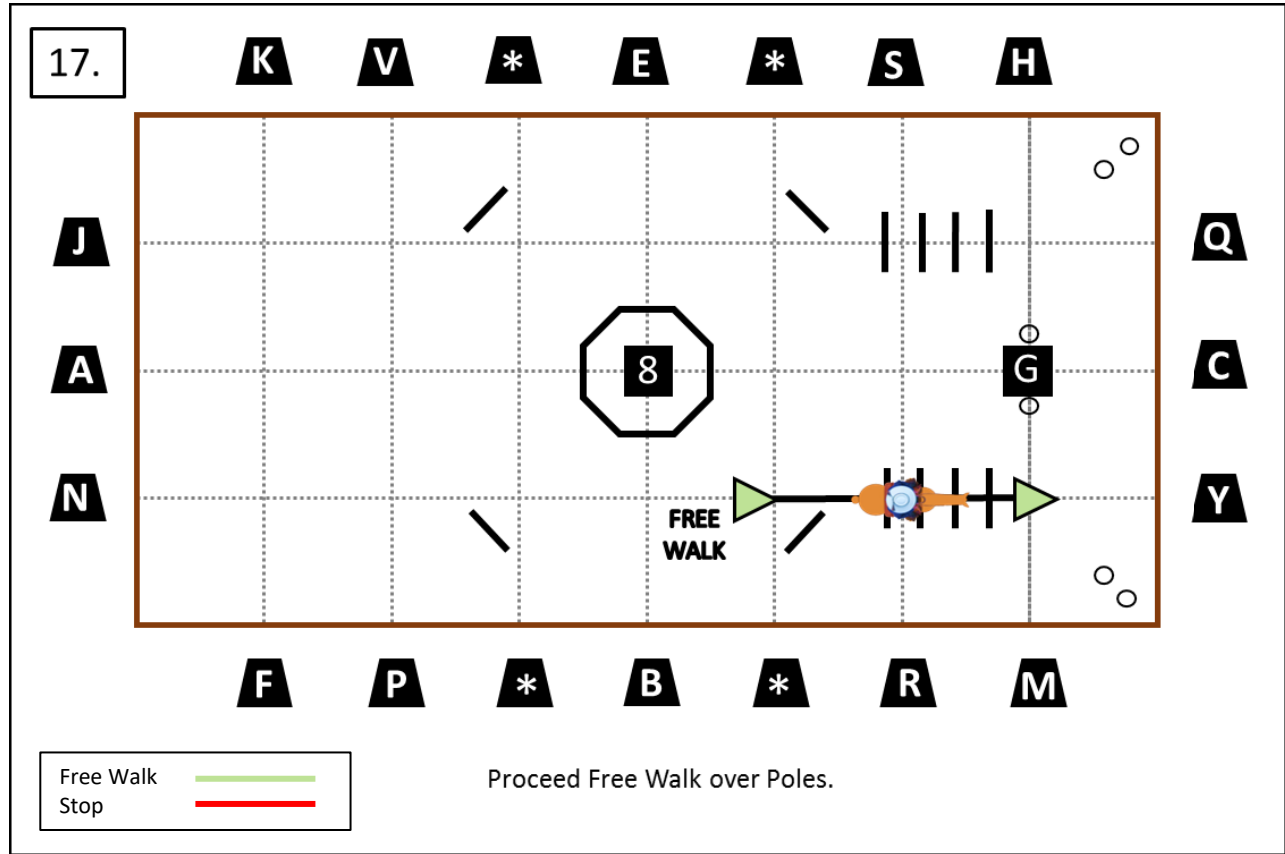 17.
K V * E * S H
J Q
A 8 G C
N Y
FREE
WALK
F P * B * R M
Free Walk
Stop
Proceed Free Walk over Poles.